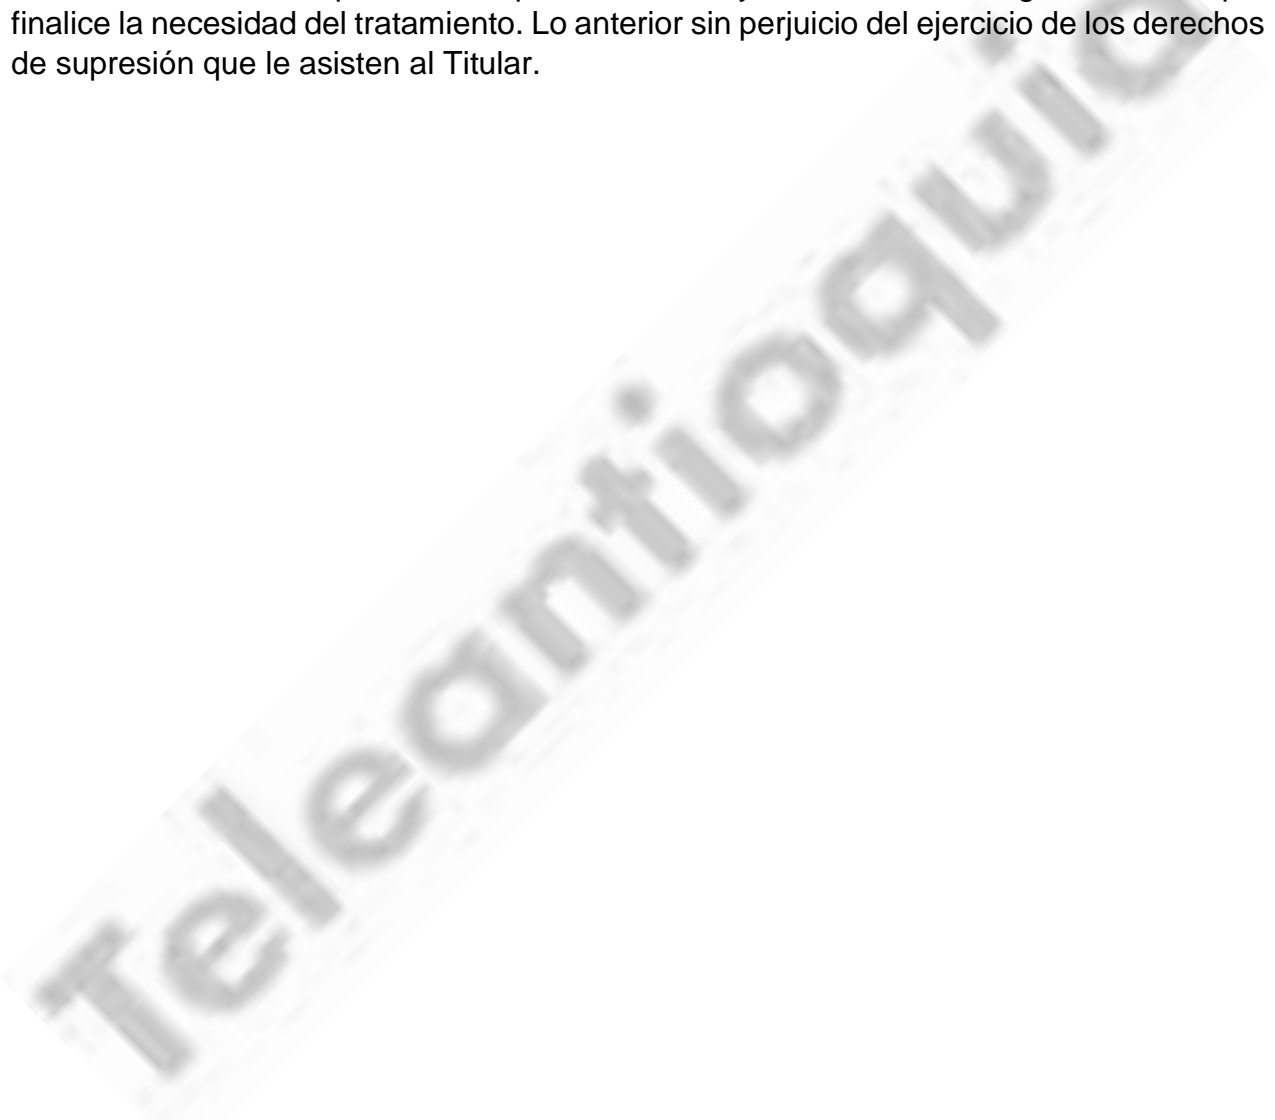 finalice la necesidad del tratamiento. Lo anterior sin perjuicio del ejercicio de los derechos
de supresión que le asisten al Titular.
Teleantioquia